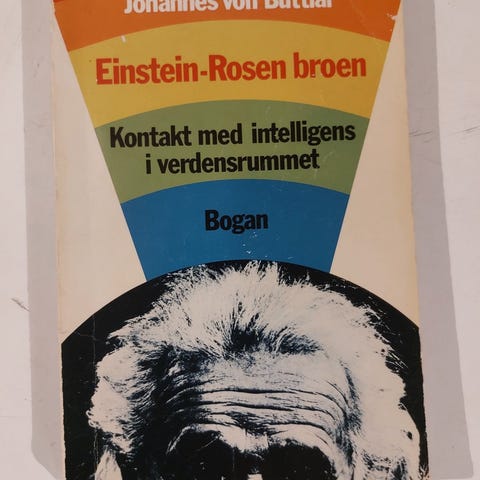 Johannes von Buttlar
Einstein-Rosen broen
Kontakt med intelligens
i verdensrummet
Bogan